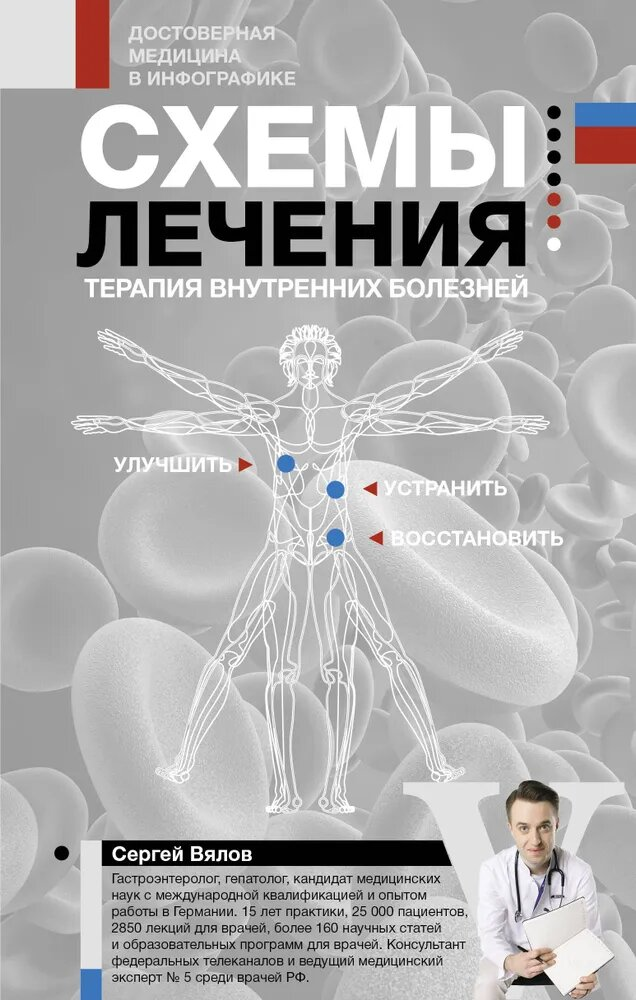 ДОСТОВЕРНАЯ
МЕДИЦИНА
В ИНФОГРАФИКЕ
СХЕМЫ
ЛЕЧЕНИЯ
ТЕРАПИЯ ВНУТРЕННИХ БОЛЕЗНЕЙ
УЛУЧШИТЬ
УСТРАНИТЬ
ВОССТАНОВИТЬ
V
Сергей Вялов
Гастроэнтеролог, гепатолог, кандидат медицинских
наук с международной квалификацией и опытом
работы в Германии. 15 лет практики, 25 000 пациентов,
2850 лекций для врачей, более 160 научных статей
и образовательных программ для врачей. Консультант
федеральных телеканалов и ведущий медицинский
эксперт № 5 среди врачей РФ.